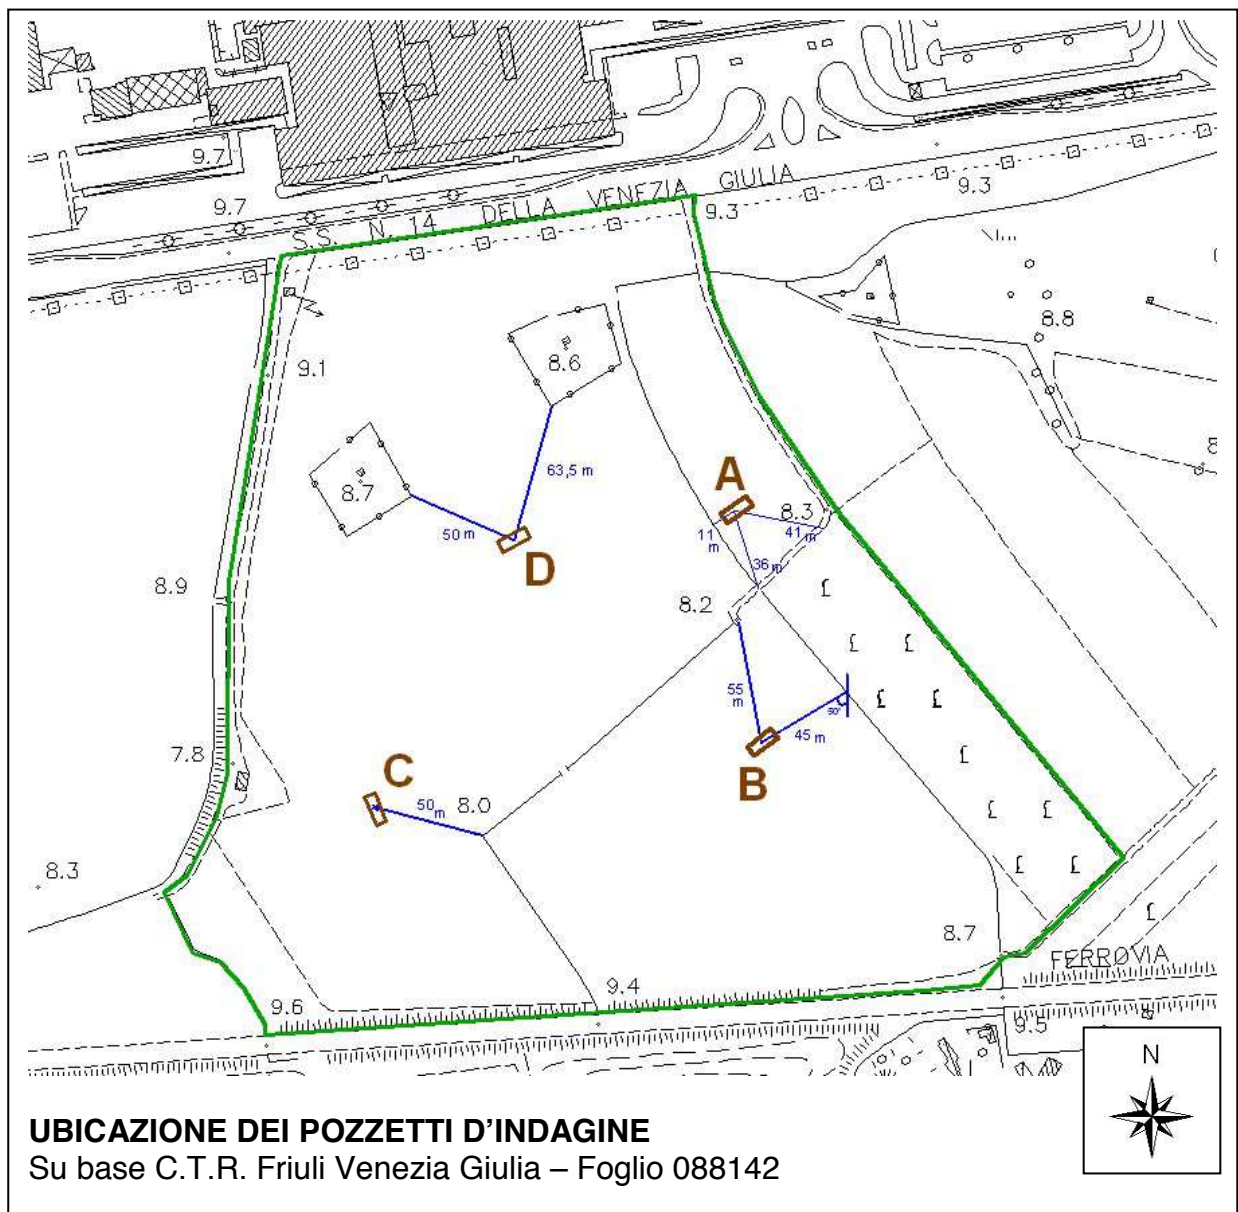 9.7
9.7
S.S. N. 14 DELLA VENEZIA GIULIA
9.3
9.3
8.8
9.1
8.6
8.7
63,5 m
50 m
D
A
8.3
11 m
41 m
36 m
8.9
8.2
£
£ £
£ £
£
£ £
£ £
£
55 m
45 m
50°
B
7.8
C
50 m
8.0
8.3
8.7
FERROVIA
9.6
9.4
9.5
N
UBICAZIONE DEI POZZETTI D'INDAGINE
Su base C.T.R. Friuli Venezia Giulia – Foglio 088142